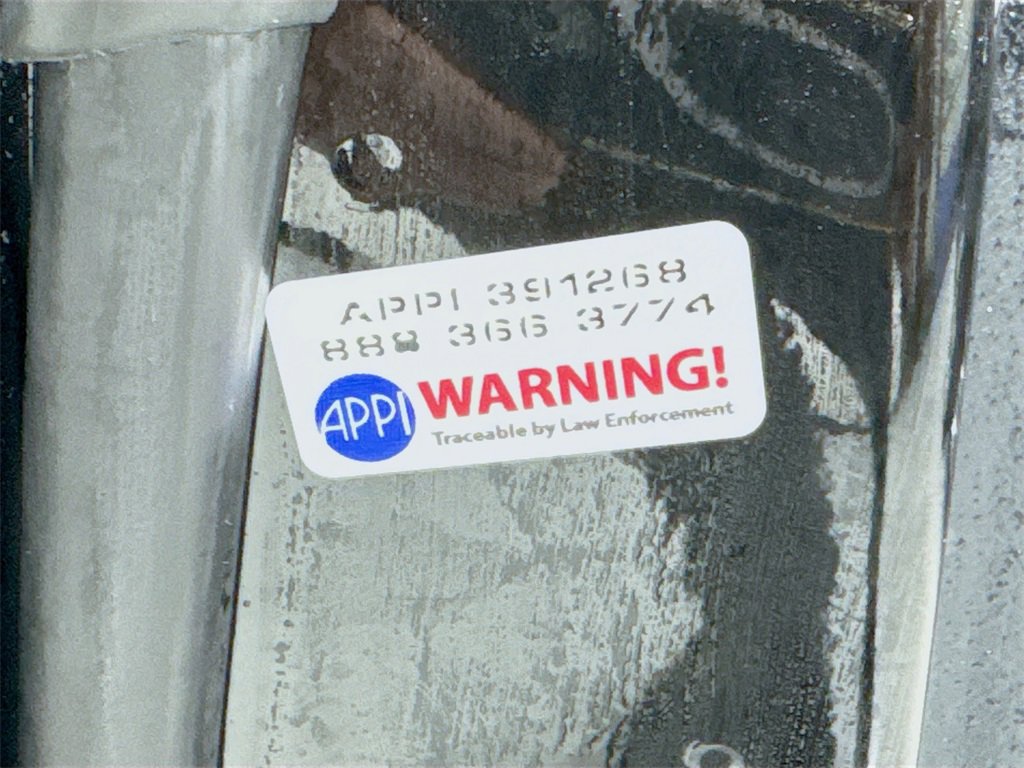 APPI 391268
888 366 3774
APPI WARNING!
Traceable by Law Enforcement